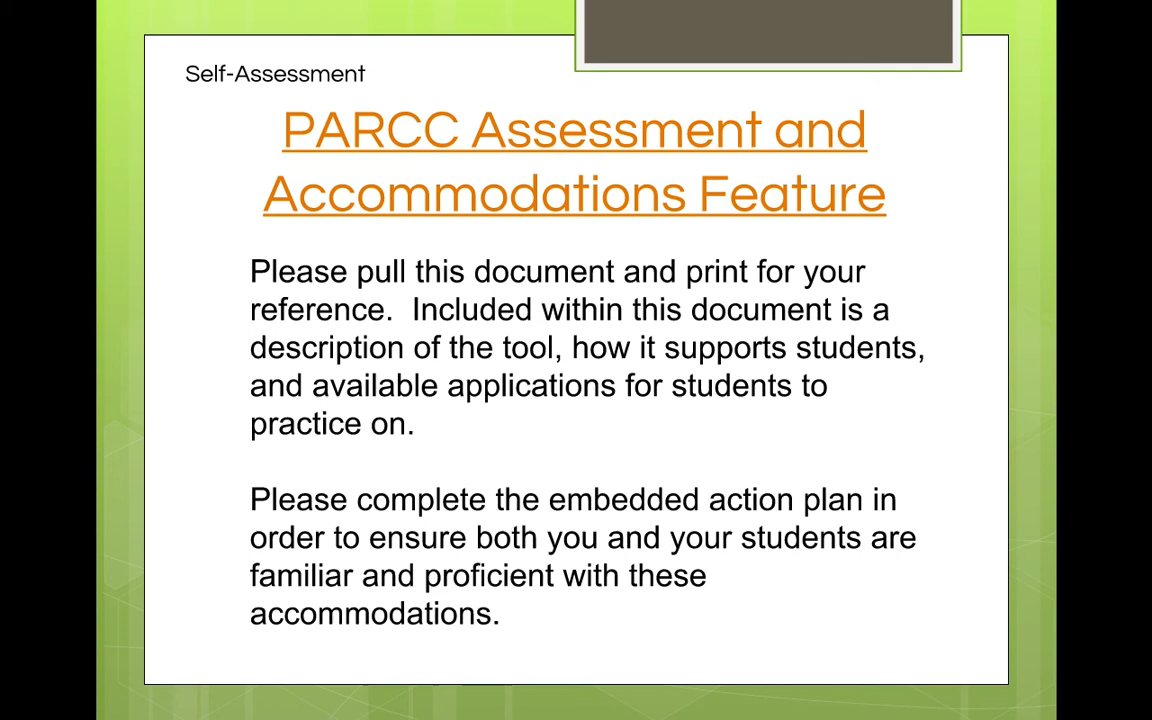 Self-Assessment
PARCC Assessment and
Accommodations Feature
Please pull this document and print for your
reference.  Included within this document is a
description of the tool, how it supports students,
and available applications for students to
practice on.
Please complete the embedded action plan in
order to ensure both you and your students are
familiar and proficient with these
accommodations.